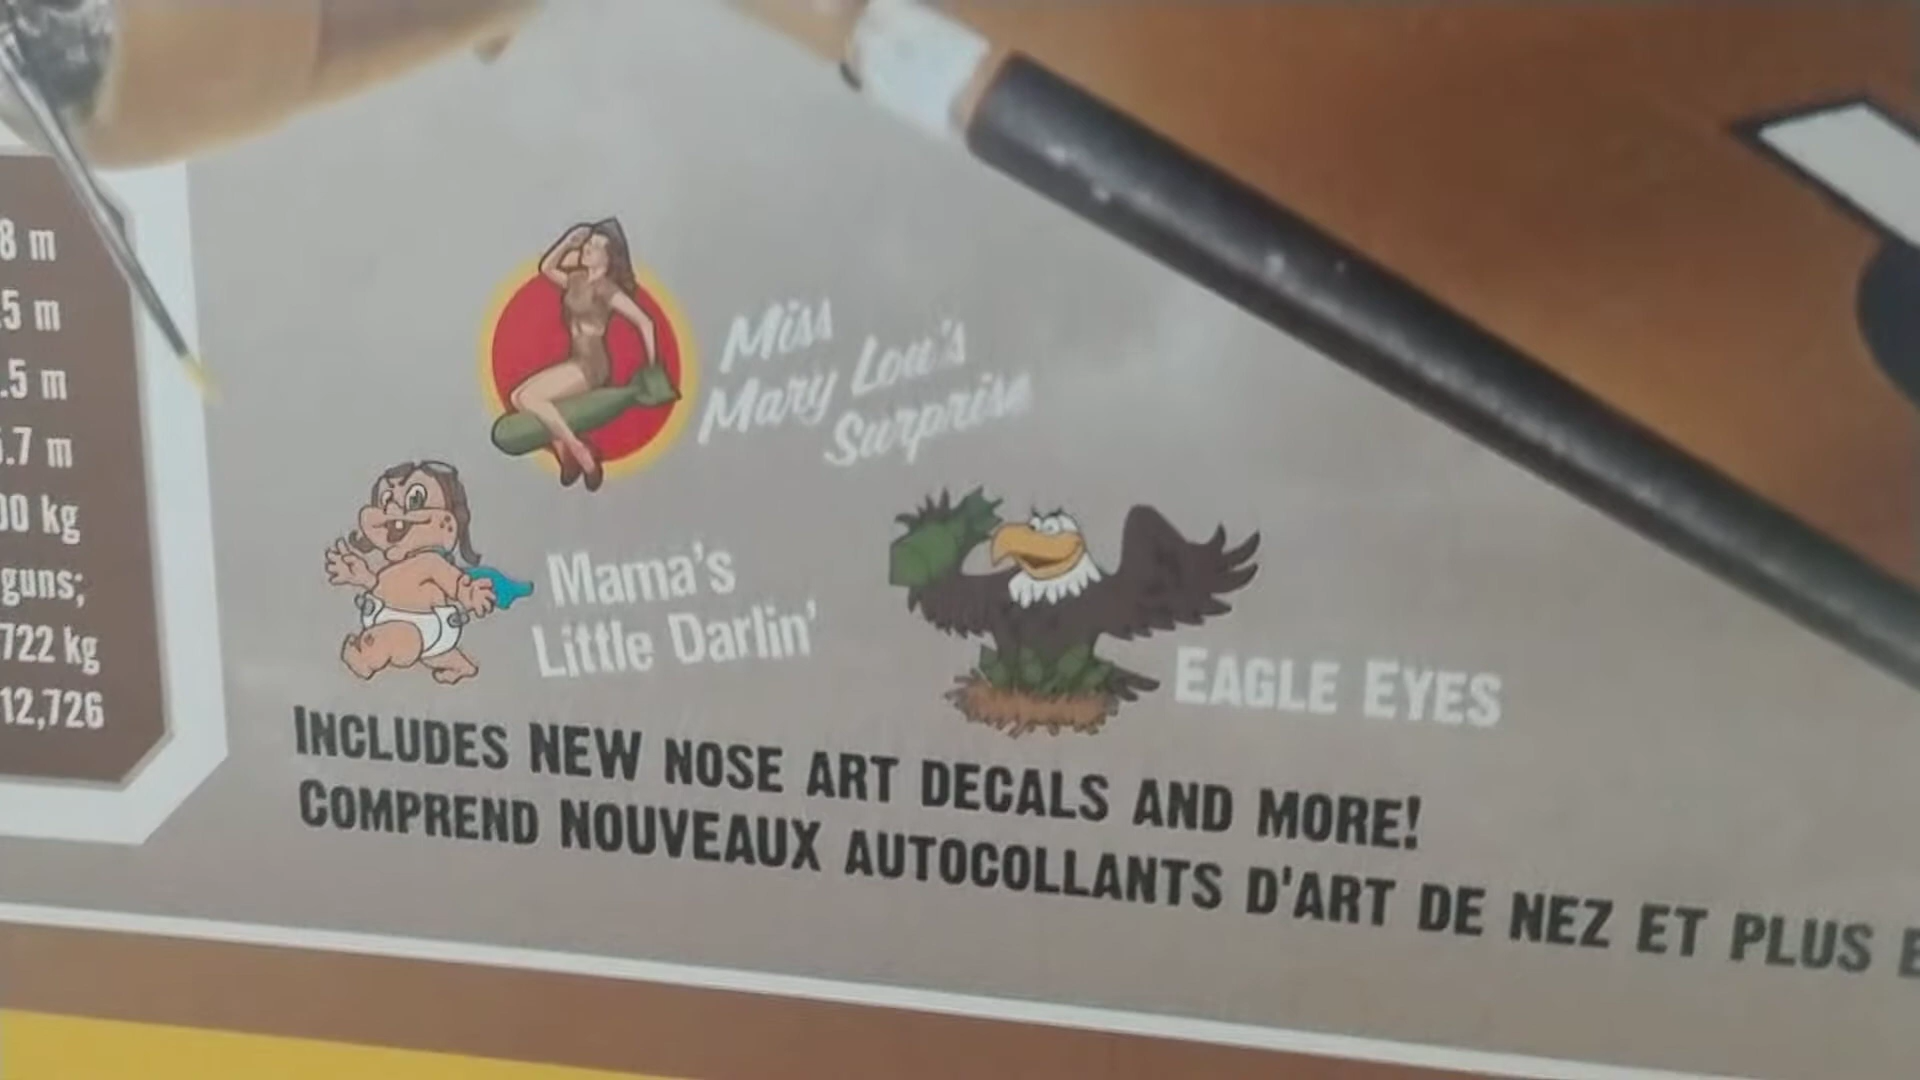 8 m
5 m
.5 m
.7 m
00 kg
guns;
722 kg
12,726
Miss
Mary Lou's
Surprise
Mama's
Little Darlin'
EAGLE EYES
INCLUDES NEW NOSE ART DECALS AND MORE!
COMPREND NOUVEAUX AUTOCOLLANTS D'ART DE NEZ ET PLUS